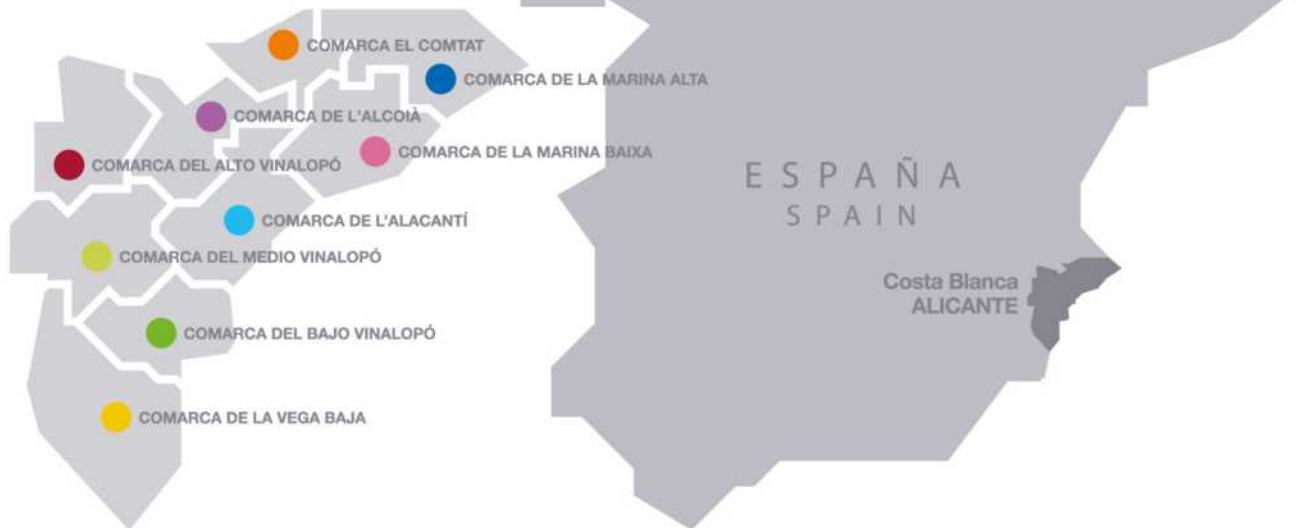 COMARCA EL COMTAT
COMARCA DE LA MARINA ALTA
COMARCA DE L'ALCOIÀ
COMARCA DE LA MARINA BAIXA
COMARCA DEL ALTO VINALOPÓ
COMARCA DE L'ALACANTÍ
COMARCA DEL MEDIO VINALOPÓ
COMARCA DEL BAJO VINALOPÓ
COMARCA DE LA VEGA BAJA
ESPAÑA
SPAIN
Costa Blanca
ALICANTE